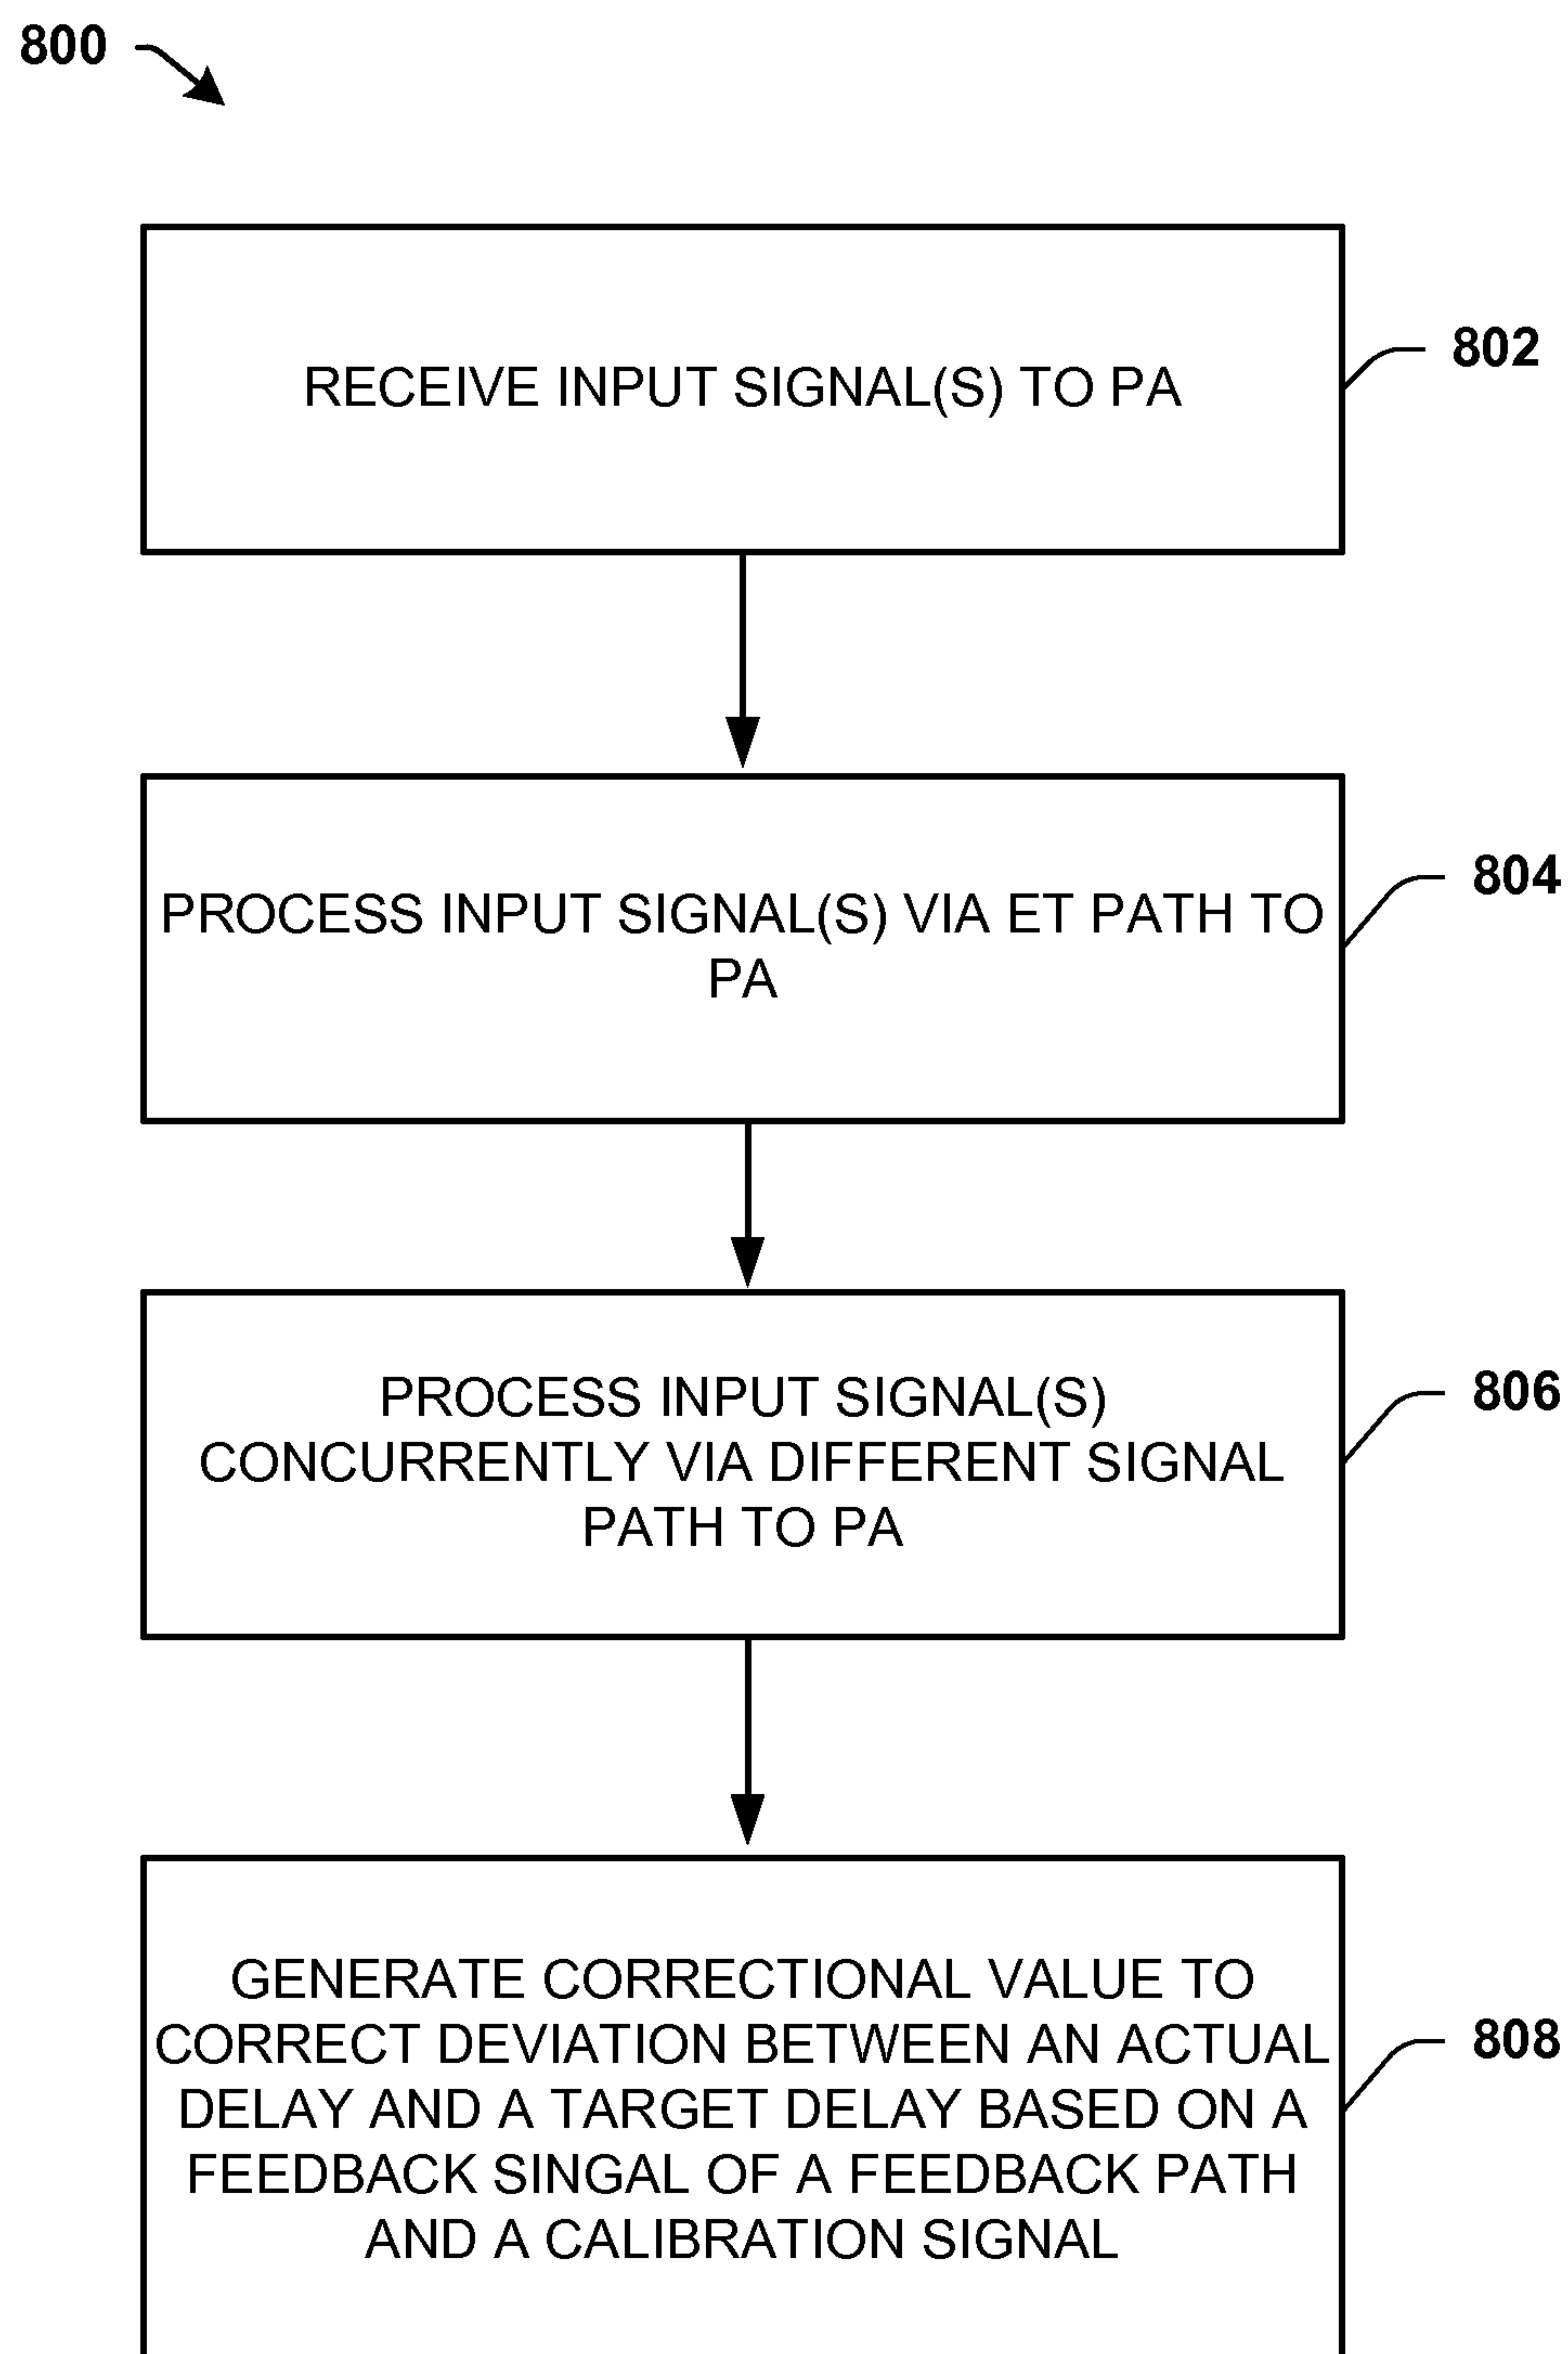 800
RECEIVE INPUT SIGNAL(S) TO PA
802
PROCESS INPUT SIGNAL(S) VIA ET PATH TO
PA
804
PROCESS INPUT SIGNAL(S)
CONCURRENTLY VIA DIFFERENT SIGNAL
PATH TO PA
806
GENERATE CORRECTIONAL VALUE TO
CORRECT DEVIATION BETWEEN AN ACTUAL
DELAY AND A TARGET DELAY BASED ON A
FEEDBACK SINGAL OF A FEEDBACK PATH
AND A CALIBRATION SIGNAL
808